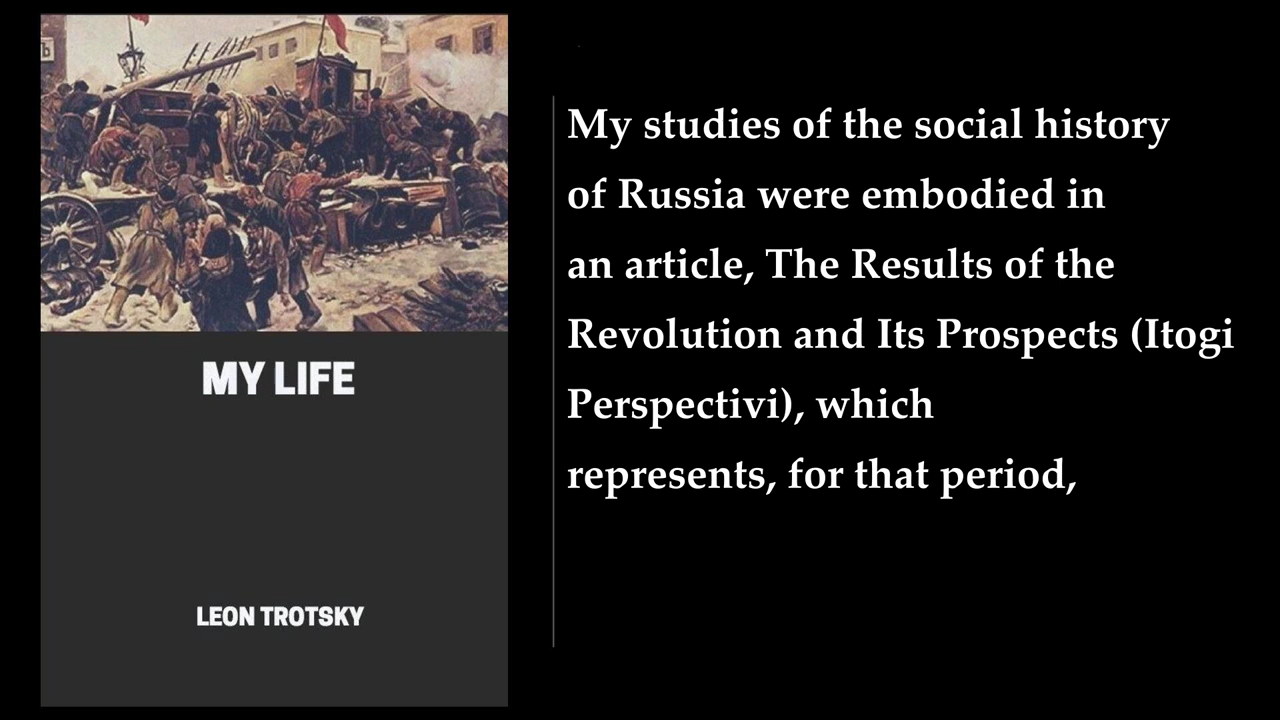 Ъ
MY LIFE
LEON TROTSKY
My studies of the social history
of Russia were embodied in
an article, The Results of the
Revolution and Its Prospects (Itogi
Perspectivi), which
represents, for that period,